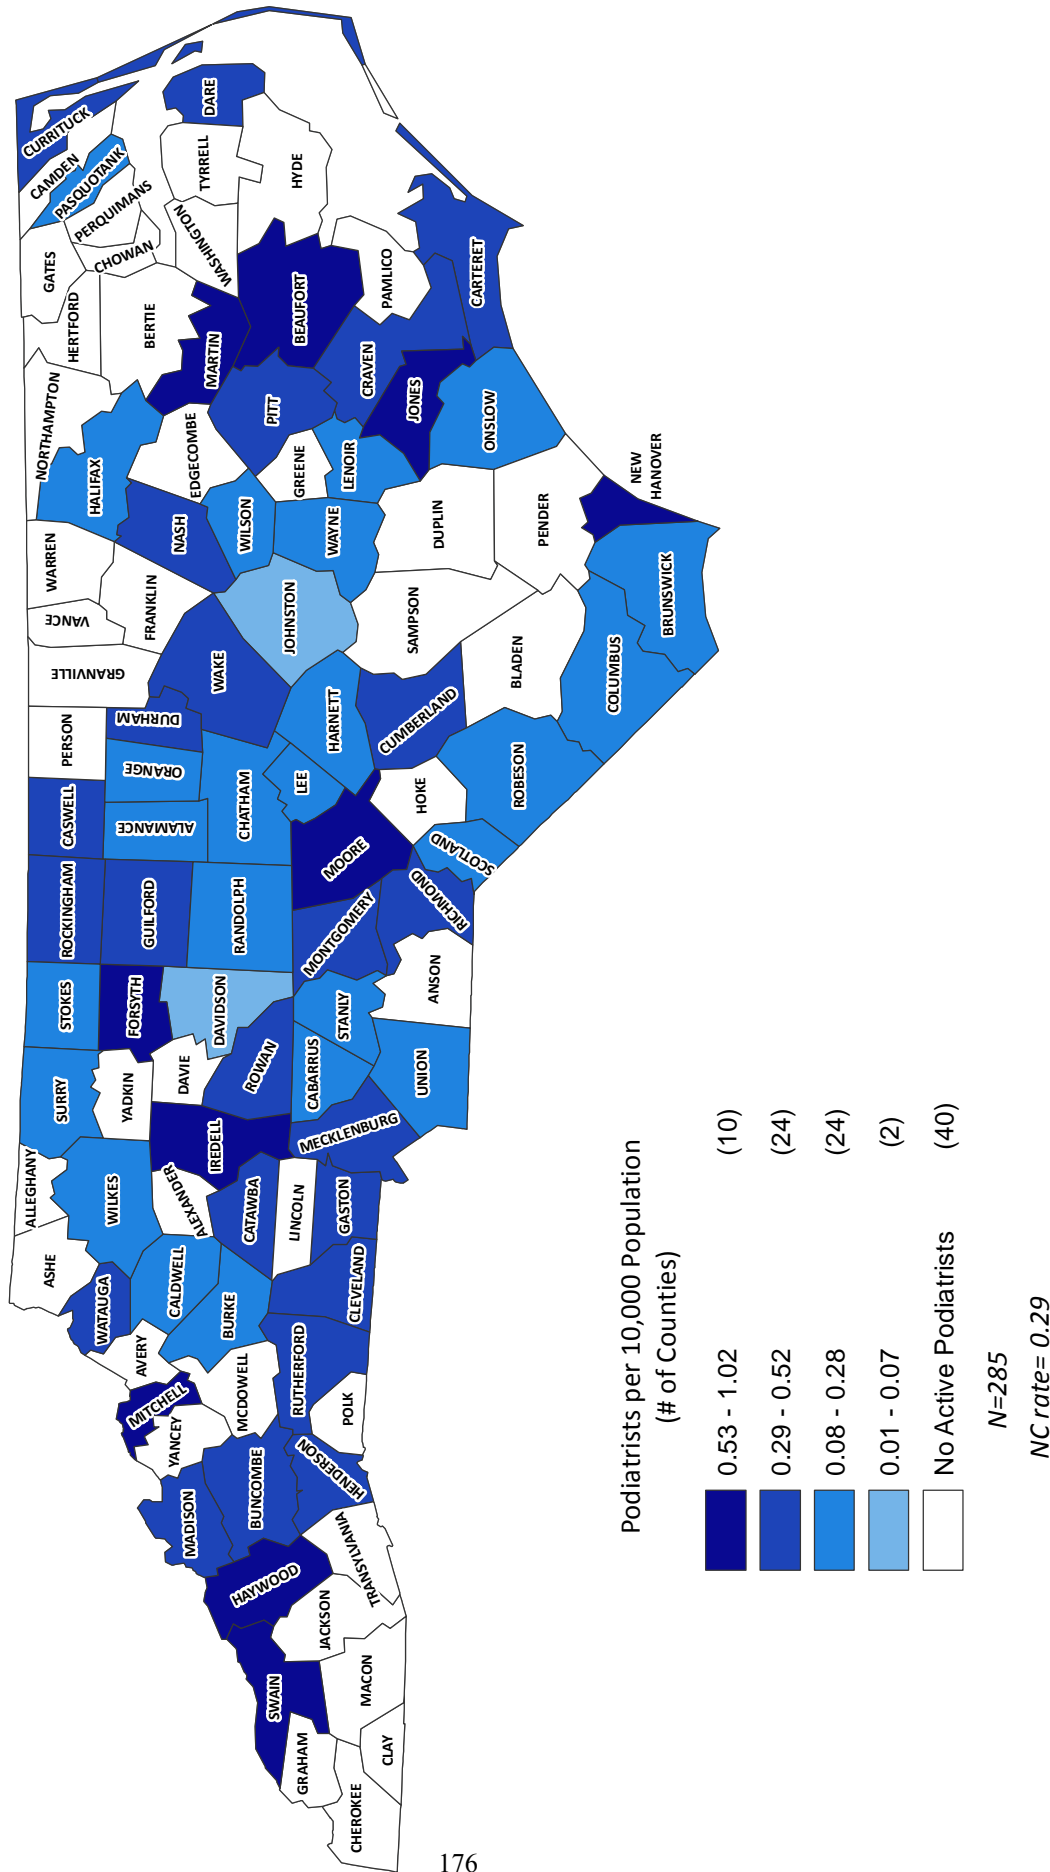 CHEROKEE
GRAHAM
CLAY
SWAIN
MACON
JACKSON
HAYWOOD
TRANSYLVANIA
MADISON
BUNCOMBE
HENDERSON
YANCEY
MITCHELL
AVERY
MCDOWELL
POLK
RUTHERFORD
WATAUGA
BURKE
CALDWELL
CLEVELAND
ASHE
ALLEGHANY
WILKES
ALEXANDER
CATAWBA
LINCOLN
GASTON
SURRY
YADKIN
IREDELL
MECKLENBURG
DAVIE
ROWAN
CABARRUS
UNION
STOKES
FORSYTH
DAVIDSON
STANLY
ANSON
ROCKINGHAM
GUILFORD
RANDOLPH
MONTGOMERY
RICHMOND
CASWELL
ALAMANCE
CHATHAM
MOORE
SCOTLAND
PERSON
ORANGE
DURHAM
LEE
HOKE
HARNETT
CUMBERLAND
ROBESON
GRANVILLE
VANCE
WARREN
FRANKLIN
WAKE
JOHNSTON
SAMPSON
BLADEN
COLUMBUS
BRUNSWICK
NORTHAMPTON
HALIFAX
NASH
EDGECOMBE
WILSON
WAYNE
GREENE
LENOIR
DUPLIN
PENDER
NEW
HANOVER
HERTFORD
GATES
BERTIE
MARTIN
PITT
CRAVEN
JONES
ONSLOW
BEAUFORT
PAMLICO
CARTERET
CHOWAN
PERQUIMANS
PASQUOTANK
CAMDEN
CURRITUCK
WASHINGTON
TYRRELL
DARE
HYDE
Podiatrists per 10,000 Population
(# of Counties)
0.53 - 1.02 (10)
0.29 - 0.52 (24)
0.08 - 0.28 (24)
0.01 - 0.07 (2)
No Active Podiatrists (40)
N=285
NC rate= 0.29
176